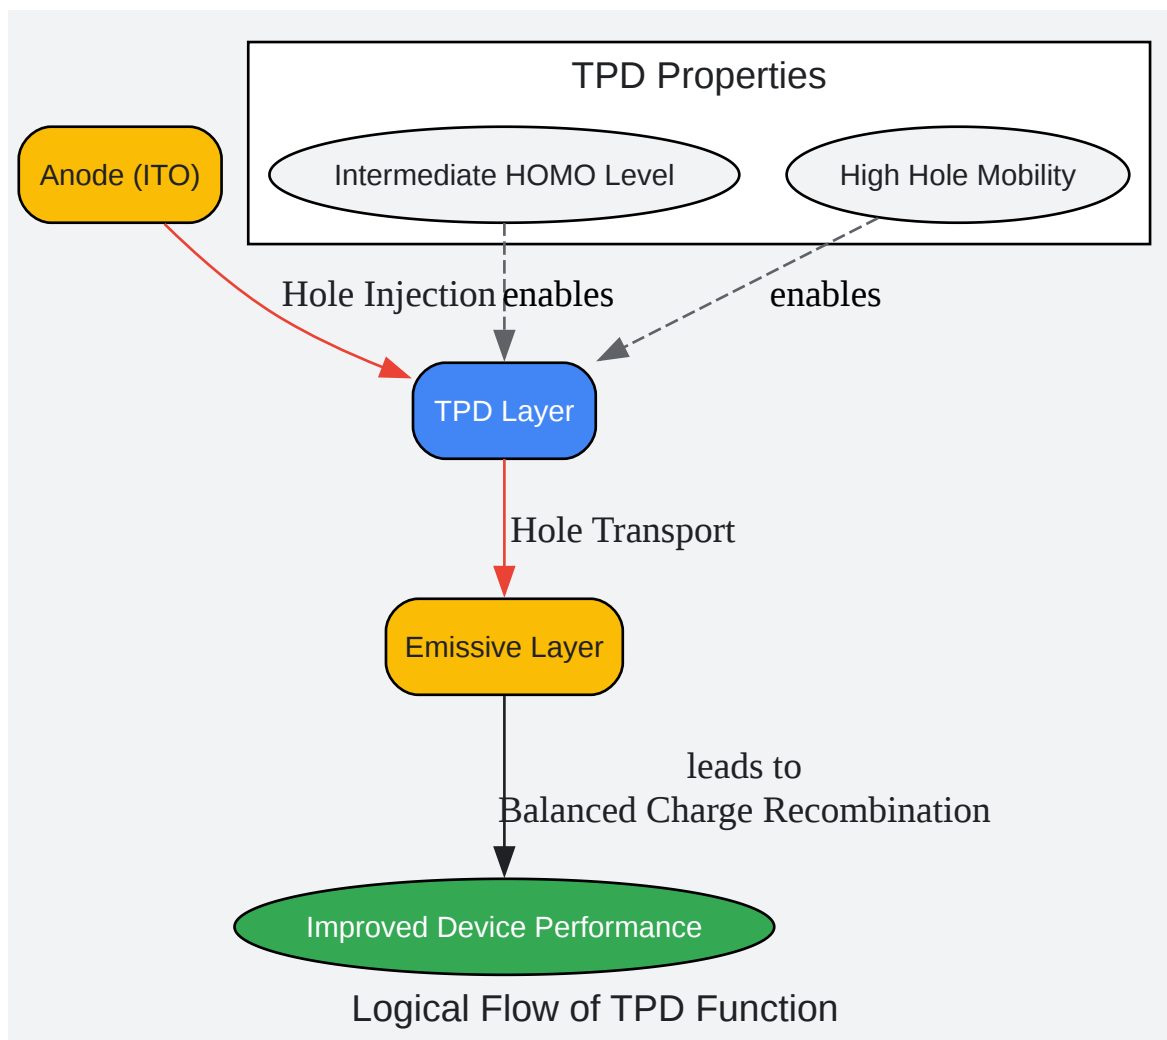 TPD Properties
Anode (ITO)
Intermediate HOMO Level
High Hole Mobility
Hole Injection
enables
enables
TPD Layer
Hole Transport
Emissive Layer
leads to
Balanced Charge Recombination
Improved Device Performance
Logical Flow of TPD Function